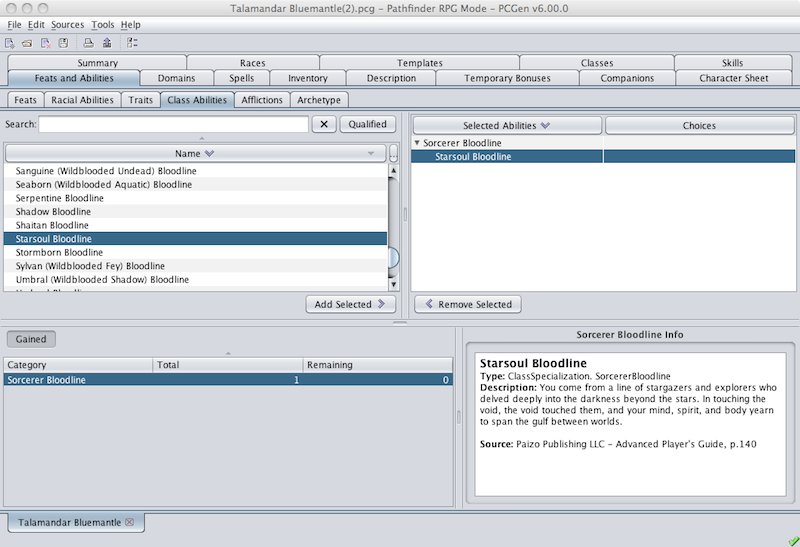 Talamandar Bluemantle(2).pcg – Pathfinder RPG Mode – PCGen v6.00.0
File Edit Sources Tools Help
Summary Races Templates Classes Skills
Feats and Abilities Domains Spells Inventory Description Temporary Bonuses Companions Character Sheet
Feats Racial Abilities Traits Class Abilities Afflictions Archetype
Search: Qualified
Name
Sanguine (Wildblooded Undead) Bloodline
Seaborn (Wildblooded Aquatic) Bloodline
Serpentine Bloodline
Shadow Bloodline
Shaitan Bloodline
Starsoul Bloodline
Stormborn Bloodline
Sylvan (Wildblooded Fey) Bloodline
Umbral (Wildblooded Shadow) Bloodline
Add Selected
Selected Abilities Choices
Sorcerer Bloodline
Starsoul Bloodline
Remove Selected
Gained
Category Total Remaining
Sorcerer Bloodline 1 0
Sorcerer Bloodline Info
Starsoul Bloodline
Type: ClassSpecialization. SorcererBloodline
Description: You come from a line of stargazers and explorers who
delved deeply into the darkness beyond the stars. In touching the
void, the void touched them, and your mind, spirit, and body yearn
to span the gulf between worlds.
Source: Paizo Publishing LLC – Advanced Player's Guide, p.140
Talamandar Bluemantle